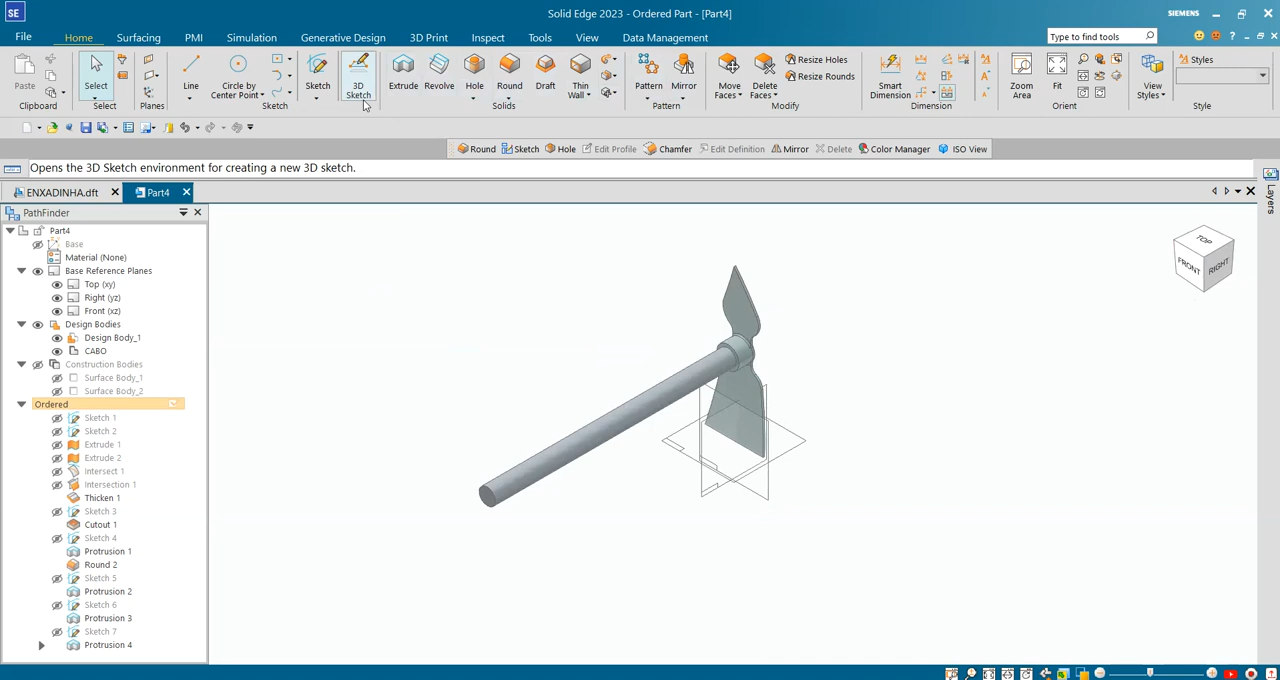 SE
Solid Edge 2023 - Ordered Part - [Part4]
SIEMENS
File Home Surfacing PMI Simulation Generative Design 3D Print Inspect Tools View Data Management
Type to find tools
Paste
Select
Line
Circle by Center Point
Sketch
3D Sketch
Extrude
Revolve
Hole
Round
Draft
Thin Wall
Pattern
Mirror
Move Faces
Delete Faces
Resize Holes
Resize Rounds
Smart Dimension
Zoom Area
Fit
View Styles
Styles
Clipboard Select Planes Sketch Solids Pattern Modify Dimension Orient Style
Round Sketch Hole Edit Profile Chamfer Edit Definition Mirror Delete Color Manager ISO View
Opens the 3D Sketch environment for creating a new 3D sketch.
ENXADINHA.dft Part4
Layers
PathFinder
Part4
Base
Material (None)
Base Reference Planes
Top (xy)
Right (yz)
Front (xz)
Design Bodies
Design Body_1
CABO
Construction Bodies
Surface Body_1
Surface Body_2
Ordered
Sketch 1
Sketch 2
Extrude 1
Extrude 2
Intersect 1
Intersection 1
Thicken 1
Sketch 3
Cutout 1
Sketch 4
Protrusion 1
Round 2
Sketch 5
Protrusion 2
Sketch 6
Protrusion 3
Sketch 7
Protrusion 4
TOP
FRONT
RIGHT